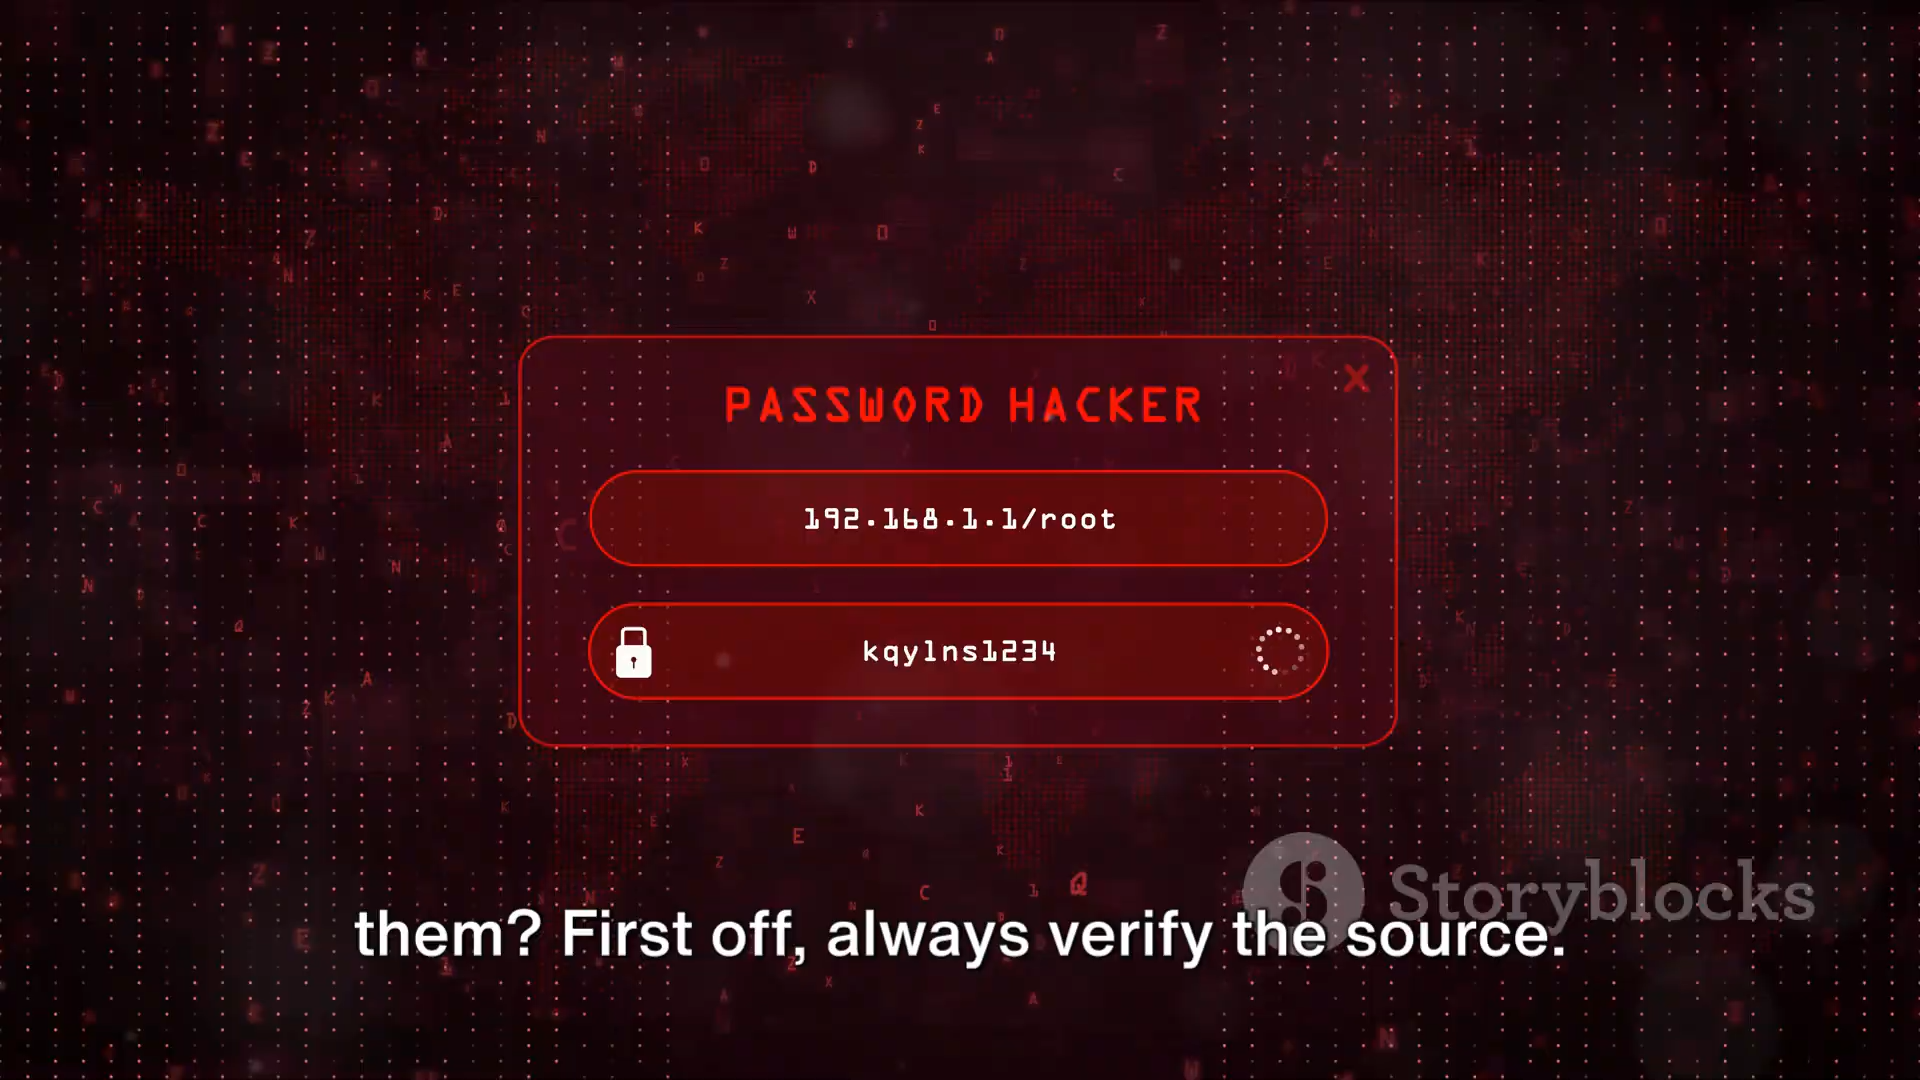 PASSWORD HACKER
X
192.168.1.1/root
kqylns1234
Storyblocks
them? First off, always verify the source.